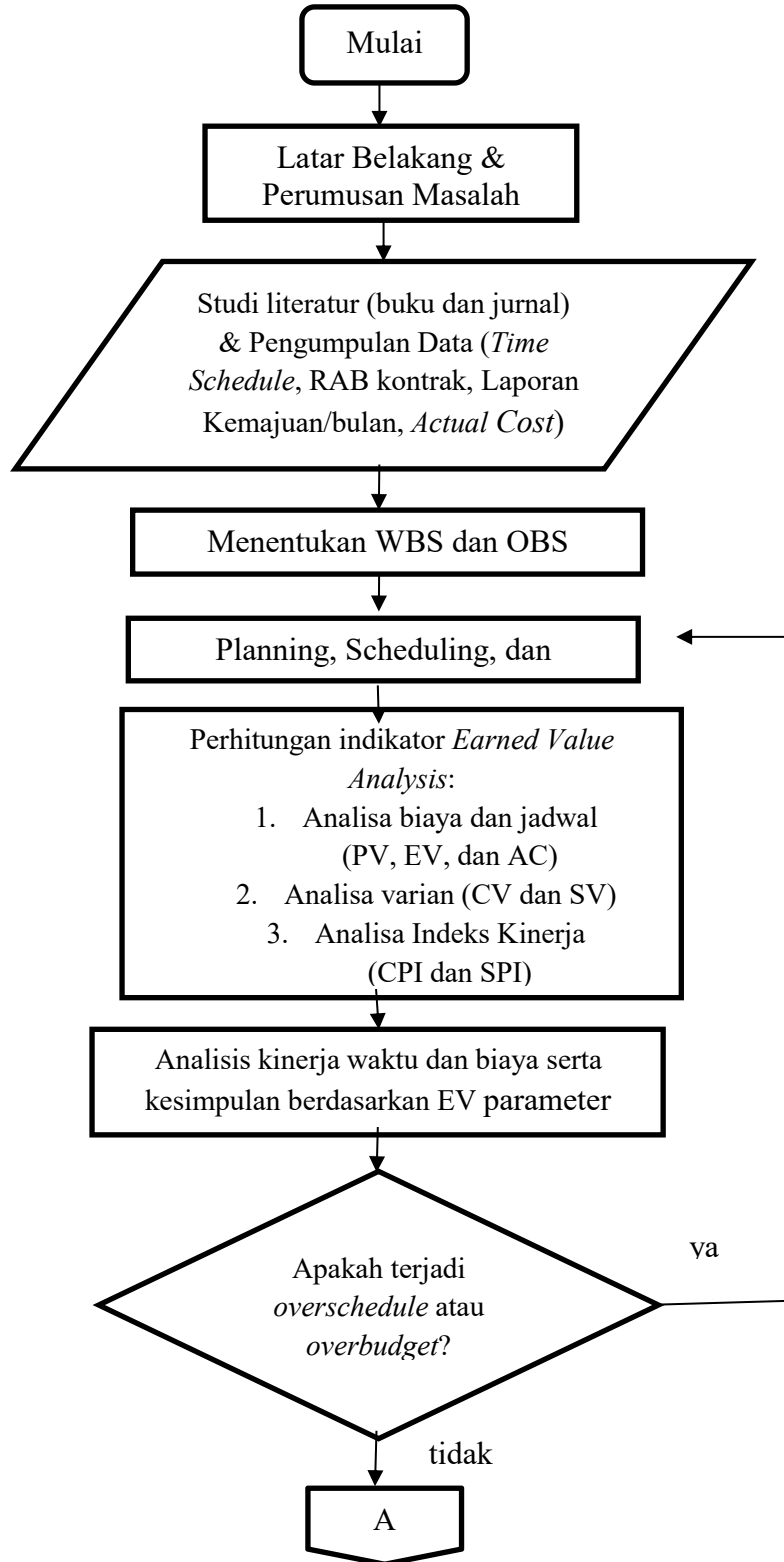 Mulai
Latar Belakang &
Perumusan Masalah
Studi literatur (buku dan jurnal)
& Pengumpulan Data (Time
Schedule, RAB kontrak, Laporan
Kemajuan/bulan, Actual Cost)
Menentukan WBS dan OBS
Planning, Scheduling, dan
Perhitungan indikator Earned Value
Analysis:
1. Analisa biaya dan jadwal
(PV, EV, dan AC)
2. Analisa varian (CV dan SV)
3. Analisa Indeks Kinerja
(CPI dan SPI)
Analisis kinerja waktu dan biaya serta
kesimpulan berdasarkan EV parameter
ya
Apakah terjadi
overschedule atau
overbudget?
tidak
A